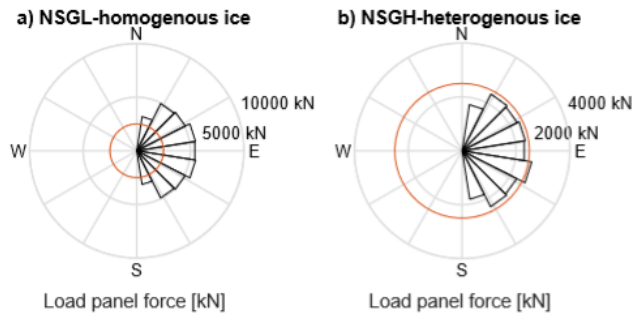 a) NSGL-homogenous ice
N
10000 kN
5000 kN
W
E
S
Load panel force [kN]
b) NSGH-heterogenous ice
N
4000 kN
2000 kN
W
E
S
Load panel force [kN]